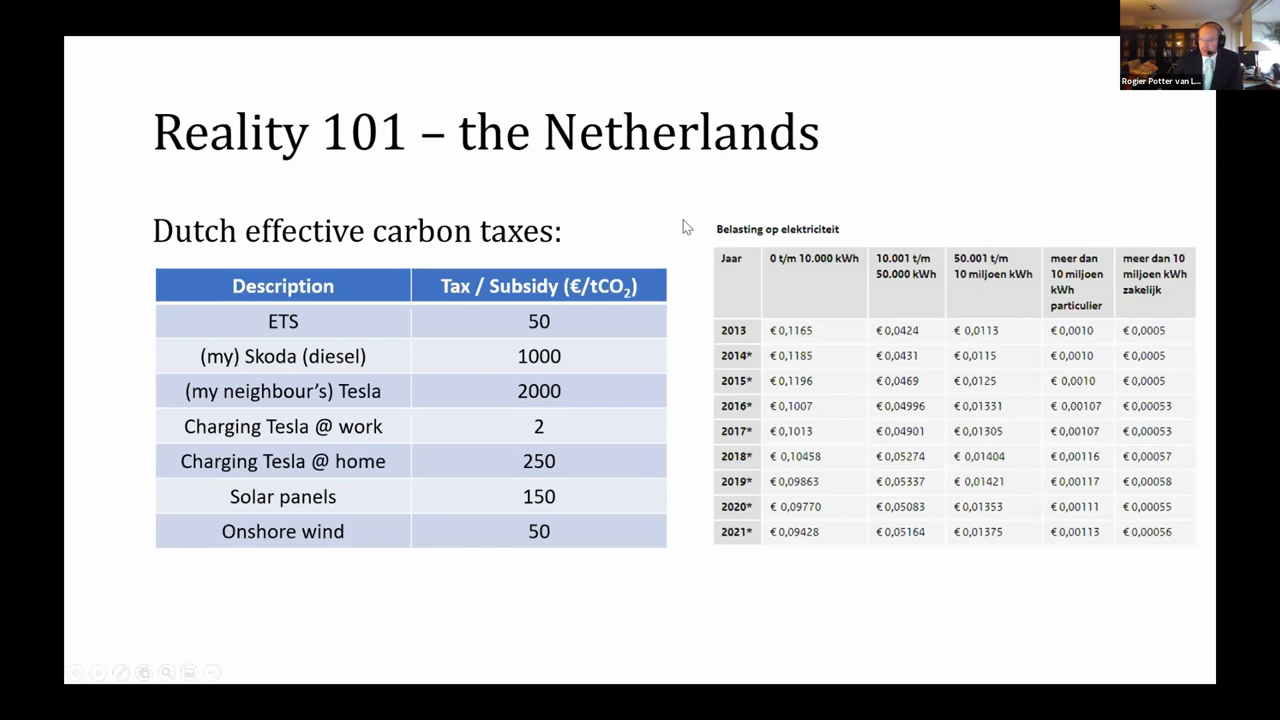 Rogier Potter van L...
Reality 101 – the Netherlands
Dutch effective carbon taxes:
Description Tax / Subsidy (€/tCO₂)
ETS 50
(my) Skoda (diesel) 1000
(my neighbour's) Tesla 2000
Charging Tesla @ work 2
Charging Tesla @ home 250
Solar panels 150
Onshore wind 50
Belasting op elektriciteit
Jaar 0 t/m 10.000 kWh 10.001 t/m 50.001 t/m meer dan meer dan 10
50.000 kWh 10 miljoen kWh 10 miljoen miljoen kWh
kWh zakelijk
particulier
2013 € 0,1165 € 0,0424 € 0,0113 € 0,0010 € 0,0005
2014* € 0,1185 € 0,0431 € 0,0115 € 0,0010 € 0,0005
2015* € 0,1196 € 0,0469 € 0,0125 € 0,0010 € 0,0005
2016* € 0,1007 € 0,04996 € 0,01331 € 0,00107 € 0,00053
2017* € 0,1013 € 0,04901 € 0,01305 € 0,00107 € 0,00053
2018* € 0,10458 € 0,05274 € 0,01404 € 0,00116 € 0,00057
2019* € 0,09863 € 0,05337 € 0,01421 € 0,00117 € 0,00058
2020* € 0,09770 € 0,05083 € 0,01353 € 0,00111 € 0,00055
2021* € 0,09428 € 0,05164 € 0,01375 € 0,00113 € 0,00056